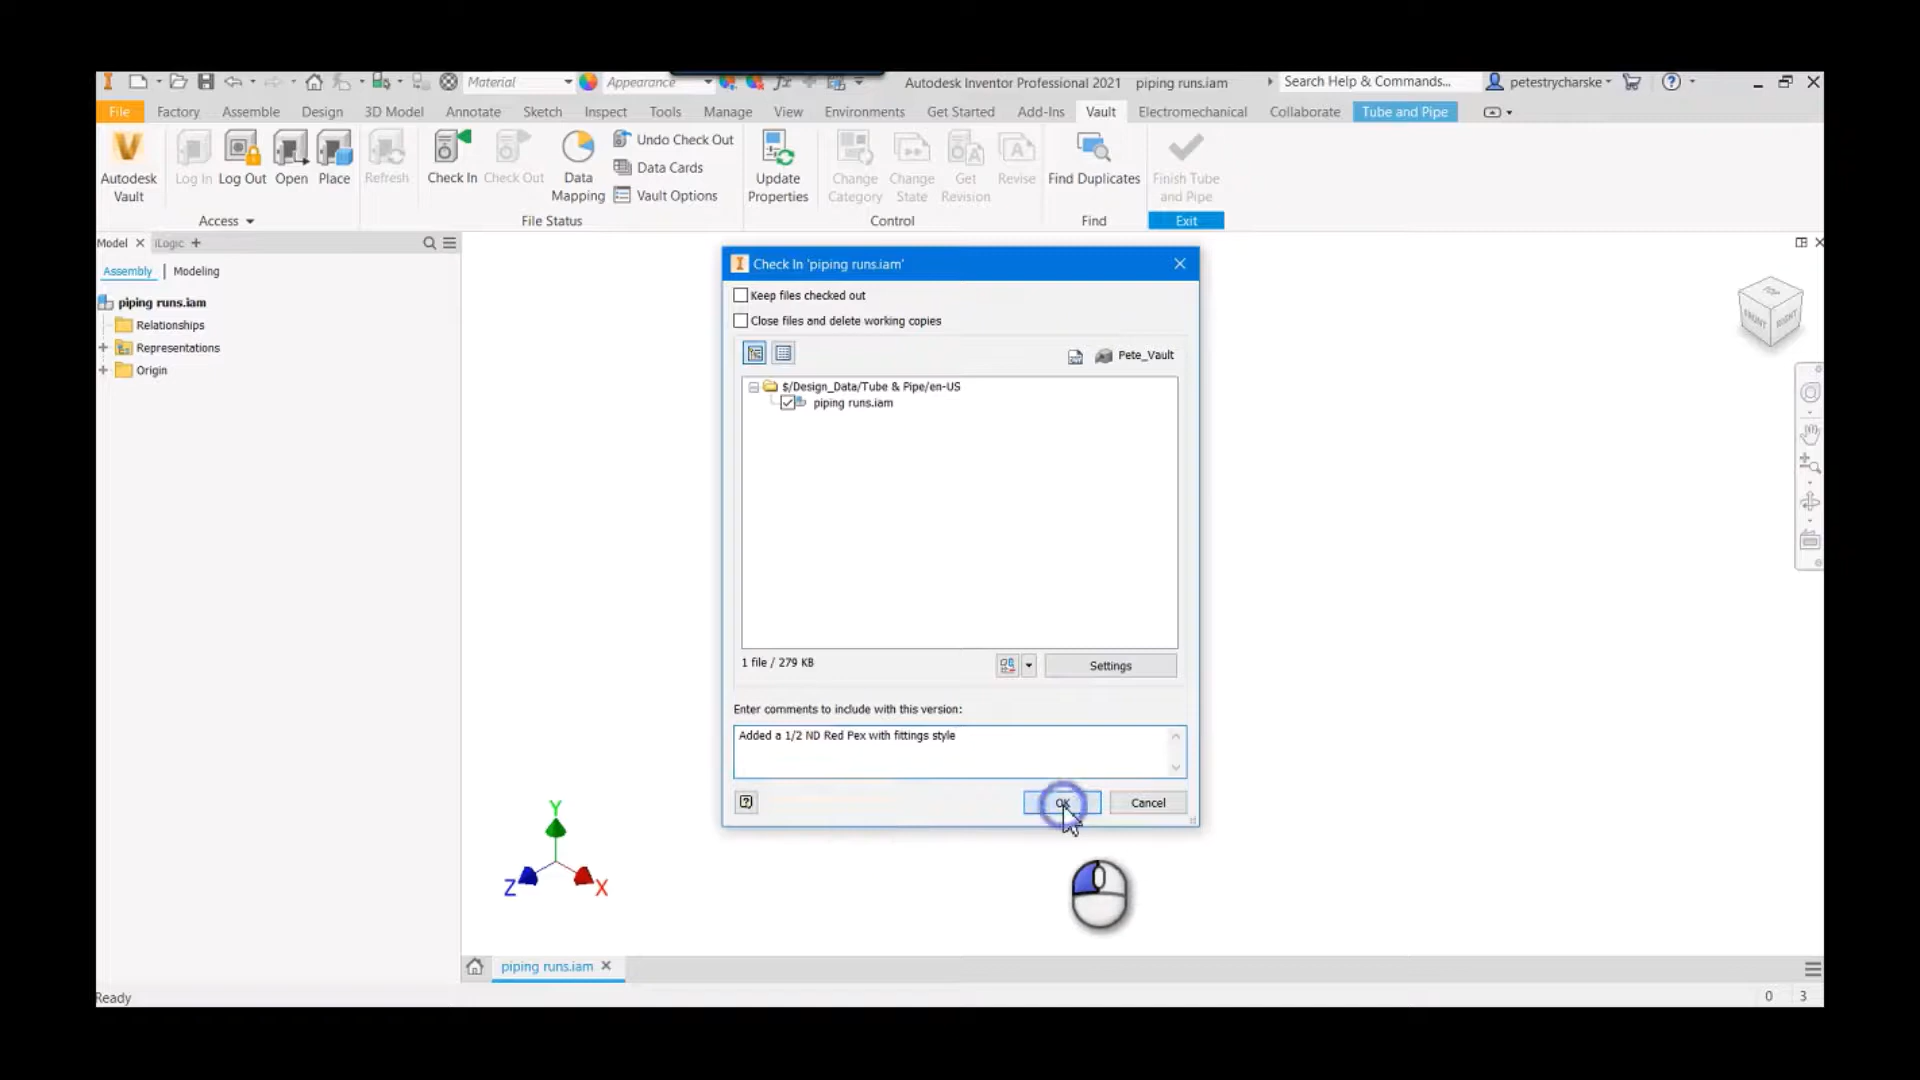 Material
Appearance
Autodesk Inventor Professional 2021 piping runs.iam
Search Help & Commands...
petestrycharske
File Factory Assemble Design 3D Model Annotate Sketch Inspect Tools Manage View Environments Get Started Add-Ins Vault Electromechanical Collaborate Tube and Pipe
Autodesk Vault
Log In
Log Out
Open
Place
Refresh
Check In
Check Out
Data Mapping
Undo Check Out
Data Cards
Vault Options
Update Properties
Change Category
Change State
Get Revision
Revise
Find Duplicates
Finish Tube and Pipe
Access
File Status
Control
Find
Exit
Model
iLogic
Assembly | Modeling
piping runs.iam
Relationships
Representations
Origin
Check In 'piping runs.iam'
Keep files checked out
Close files and delete working copies
Pete_Vault
$/Design_Data/Tube & Pipe/en-US
piping runs.iam
1 file / 279 KB
Settings
Enter comments to include with this version:
Added a 1/2 ND Red Pex with fittings style
OK
Cancel
TOP
FRONT
RIGHT
Y
Z
X
piping runs.iam
Ready
0 3